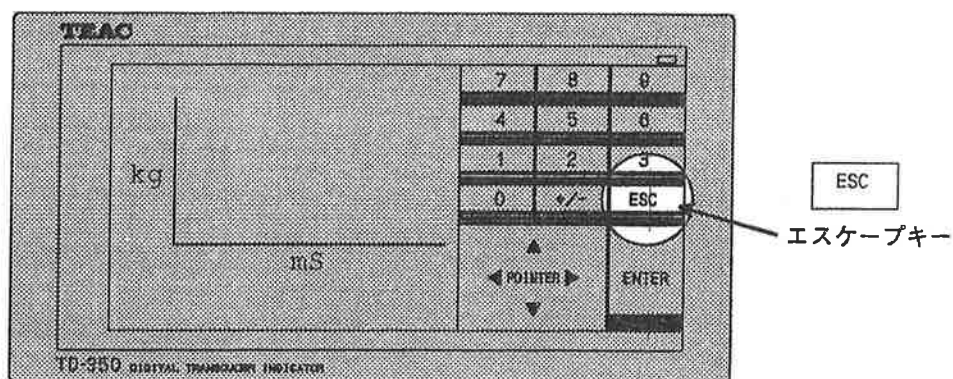 TEAC
7 8 9
4 5 6
1 2 3
0 +/- ESC
kg
mS
POINTER
ENTER
TD-350 DIGITAL TRANSDUCER INDICATOR
ESC
エスケープキー